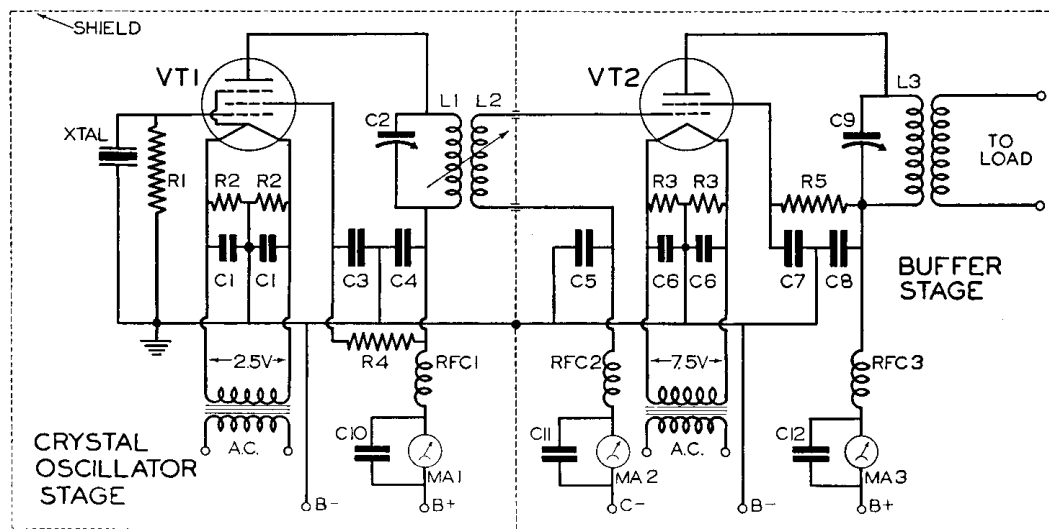 SHIELD
VT1
VT2
L1
L2
L3
C2
C9
XTAL
R1
TO
LOAD
R2
R2
R3
R3
R5
C1
C1
C3
C4
C5
C6
C6
C7
C8
BUFFER
STAGE
2.5V
R4
RFC1
RFC2
7.5V
RFC3
CRYSTAL
OSCILLATOR
STAGE
A.C.
C10
MA1
C11
MA2
A.C.
C12
MA3
B-
B+
C-
B-
B+